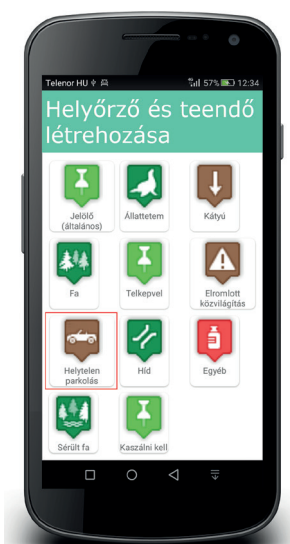 Telenor HU
57% 12:34
Helyőrző és teendő
létrehozása
Jelölő
(általános)
Állattetem
Kátyú
Fa
Telkepvel
Elromlott
közvilágítás
Helytelen
parkolás
Híd
Egyéb
Sérült fa
Kaszálni kell